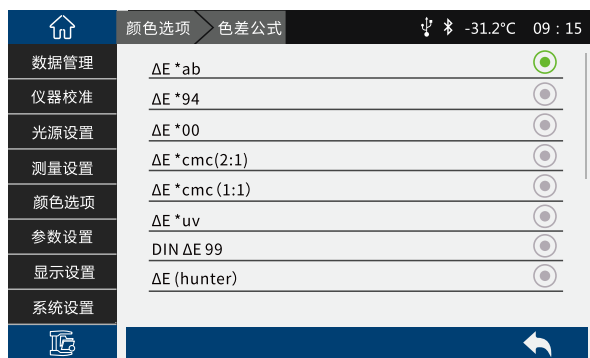 颜色选项 色差公式 -31.2°C 09 : 15
数据管理
仪器校准
光源设置
测量设置
颜色选项
参数设置
显示设置
系统设置
ΔE *ab
ΔE *94
ΔE *00
ΔE *cmc(2:1)
ΔE *cmc (1:1)
ΔE *uv
DIN ΔE 99
ΔE (hunter)